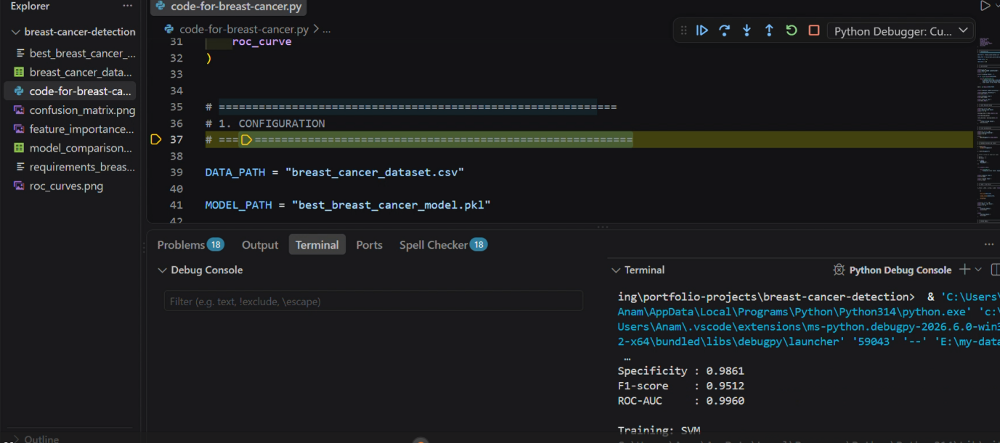 Explorer
···
breast-cancer-detection
best_breast_cancer_...
breast_cancer_data...
code-for-breast-ca...
confusion_matrix.png
feature_importance...
model_comparison...
requirements_breas...
roc_curves.png
Outline
code-for-breast-cancer.py
code-for-breast-cancer.py > ...
Python Debugger: Cu...
31 roc_curve
32 )
33
34
35 # ============================================================
36 # 1. CONFIGURATION
37 # ============================================================
38
39 DATA_PATH = "breast_cancer_dataset.csv"
40
41 MODEL_PATH = "best_breast_cancer_model.pkl"
42
Problems 18 Output Terminal Ports Spell Checker 18
···
Debug Console
Filter (e.g. text, !exclude, \escape)
Terminal
Python Debug Console
ing\portfolio-projects\breast-cancer-detection> & 'C:\Users\
Anam\AppData\Local\Programs\Python\Python314\python.exe' 'c:\
Users\Anam\.vscode\extensions\ms-python.debugpy-2026.6.0-win3
2-x64\bundled\libs\debugpy\launcher' '59043' '--' 'E:\my-data
…
Specificity : 0.9861
F1-score : 0.9512
ROC-AUC : 0.9960
Training: SVM